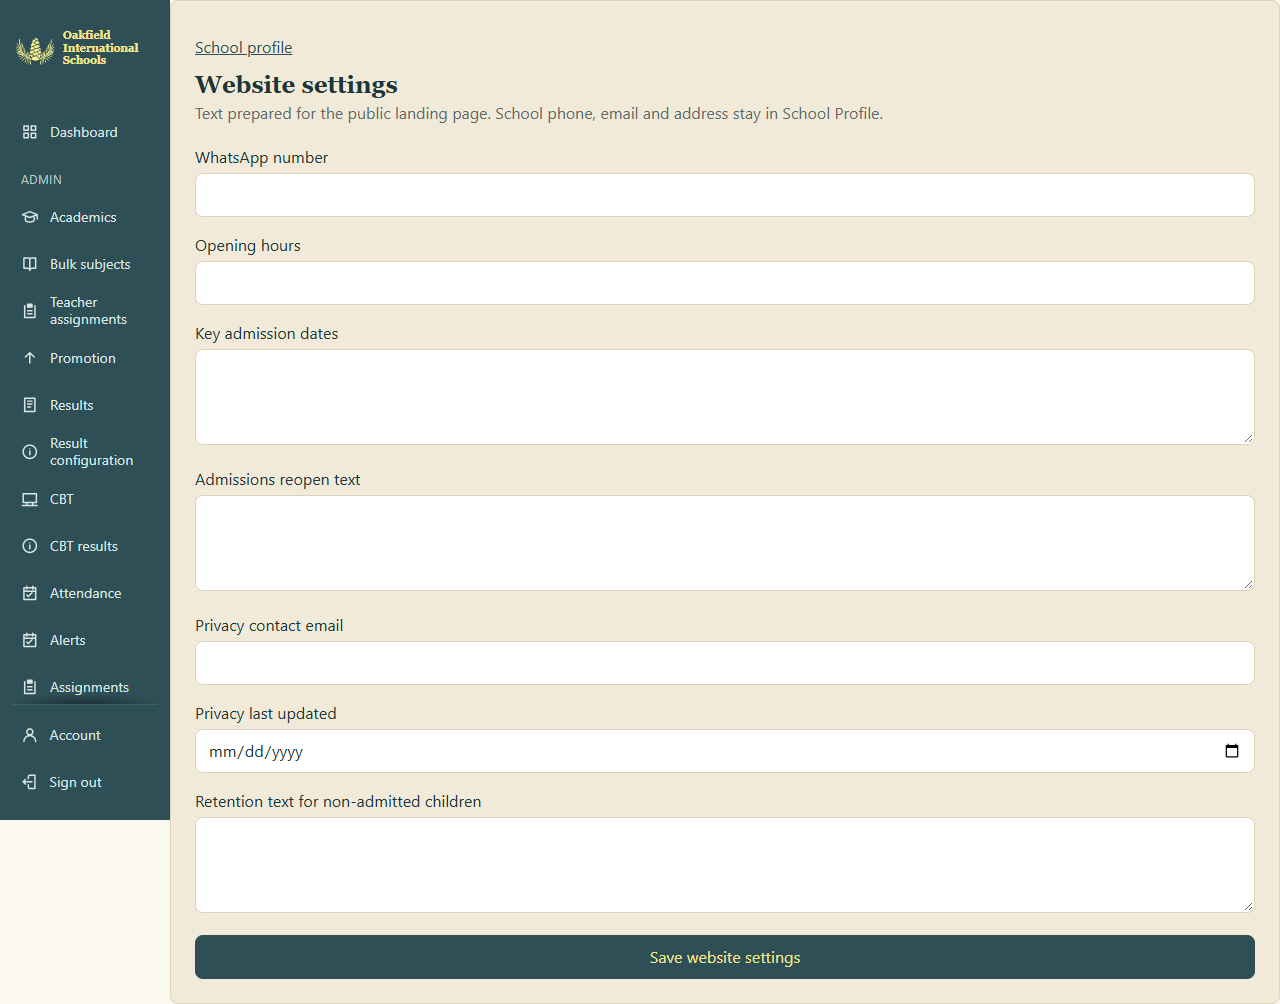 Oakfield
International
Schools
Dashboard
ADMIN
Academics
Bulk subjects
Teacher
assignments
Promotion
Results
Result
configuration
CBT
CBT results
Attendance
Alerts
Assignments
Account
Sign out
School profile
Website settings
Text prepared for the public landing page. School phone, email and address stay in School Profile.
WhatsApp number
Opening hours
Key admission dates
Admissions reopen text
Privacy contact email
Privacy last updated
mm/dd/yyyy
Retention text for non-admitted children
Save website settings